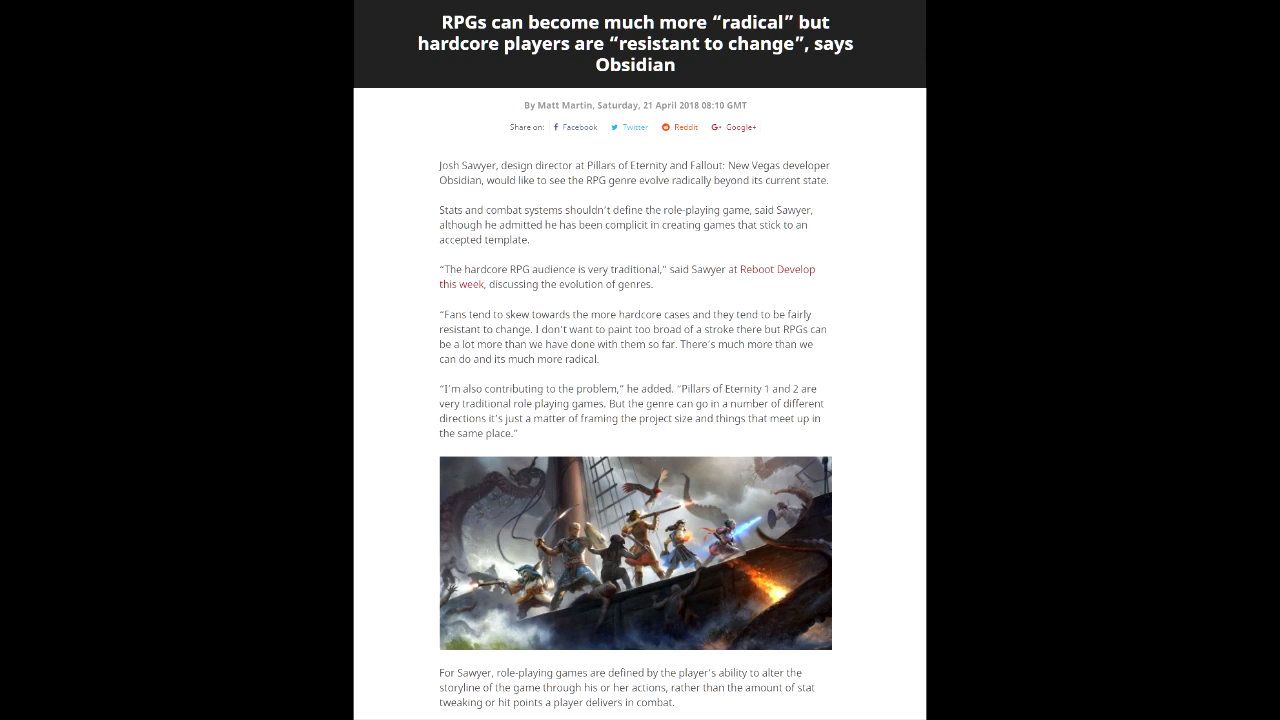 RPGs can become much more “radical” but
hardcore players are “resistant to change”, says
Obsidian
By Matt Martin, Saturday, 21 April 2018 08:10 GMT
Share on: Facebook Twitter Reddit Google+
Josh Sawyer, design director at Pillars of Eternity and Fallout: New Vegas developer
Obsidian, would like to see the RPG genre evolve radically beyond its current state.
Stats and combat systems shouldn’t define the role-playing game, said Sawyer,
although he admitted he has been complicit in creating games that stick to an
accepted template.
“The hardcore RPG audience is very traditional,” said Sawyer at Reboot Develop
this week, discussing the evolution of genres.
“Fans tend to skew towards the more hardcore cases and they tend to be fairly
resistant to change. I don’t want to paint too broad of a stroke there but RPGs can
be a lot more than we have done with them so far. There’s much more than we
can do and its much more radical.
“I’m also contributing to the problem,” he added. “Pillars of Eternity 1 and 2 are
very traditional role playing games. But the genre can go in a number of different
directions it’s just a matter of framing the project size and things that meet up in
the same place.”
For Sawyer, role-playing games are defined by the player’s ability to alter the
storyline of the game through his or her actions, rather than the amount of stat
tweaking or hit points a player delivers in combat.